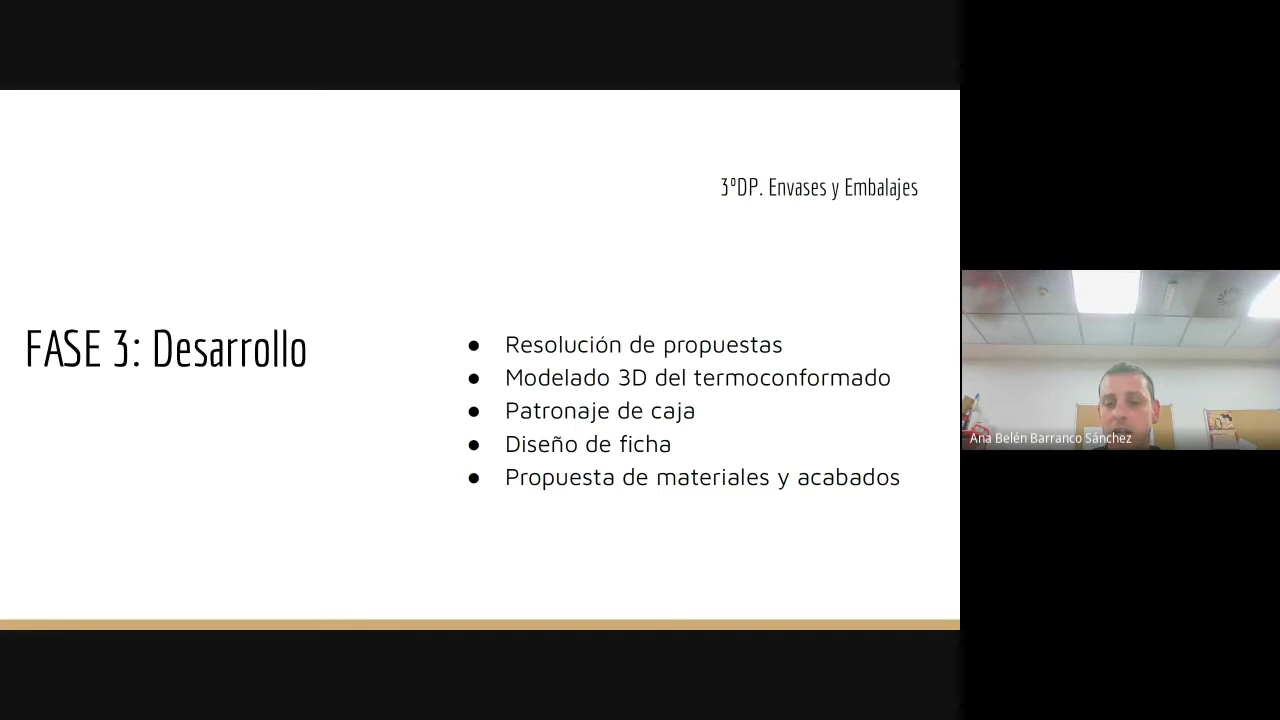 3ºDP. Envases y Embalajes
FASE 3: Desarrollo
● Resolución de propuestas
● Modelado 3D del termoconformado
● Patronaje de caja
● Diseño de ficha
● Propuesta de materiales y acabados
Ana Belén Barranco Sánchez